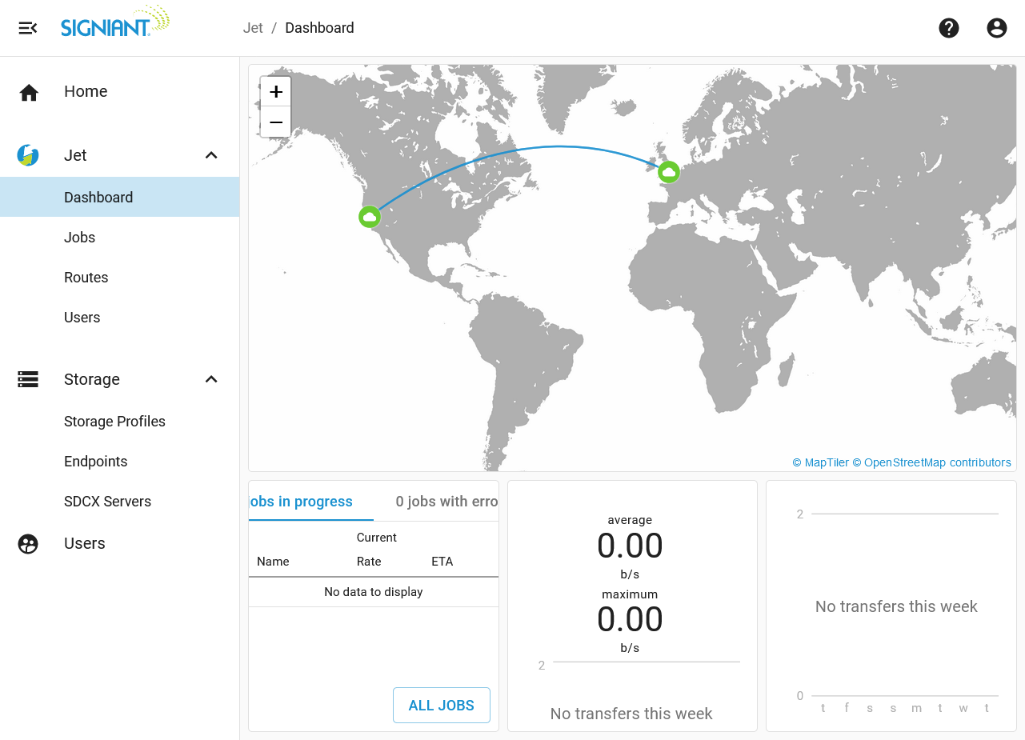 SIGNIANT
Jet / Dashboard
Home
Jet
Dashboard
Jobs
Routes
Users
Storage
Storage Profiles
Endpoints
SDCX Servers
Users
+
−
© MapTiler © OpenStreetMap contributors
obs in progress
0 jobs with erro
Name
Current
Rate
ETA
No data to display
ALL JOBS
average
0.00
b/s
maximum
0.00
b/s
2
No transfers this week
2
No transfers this week
0
t f s s m t w t